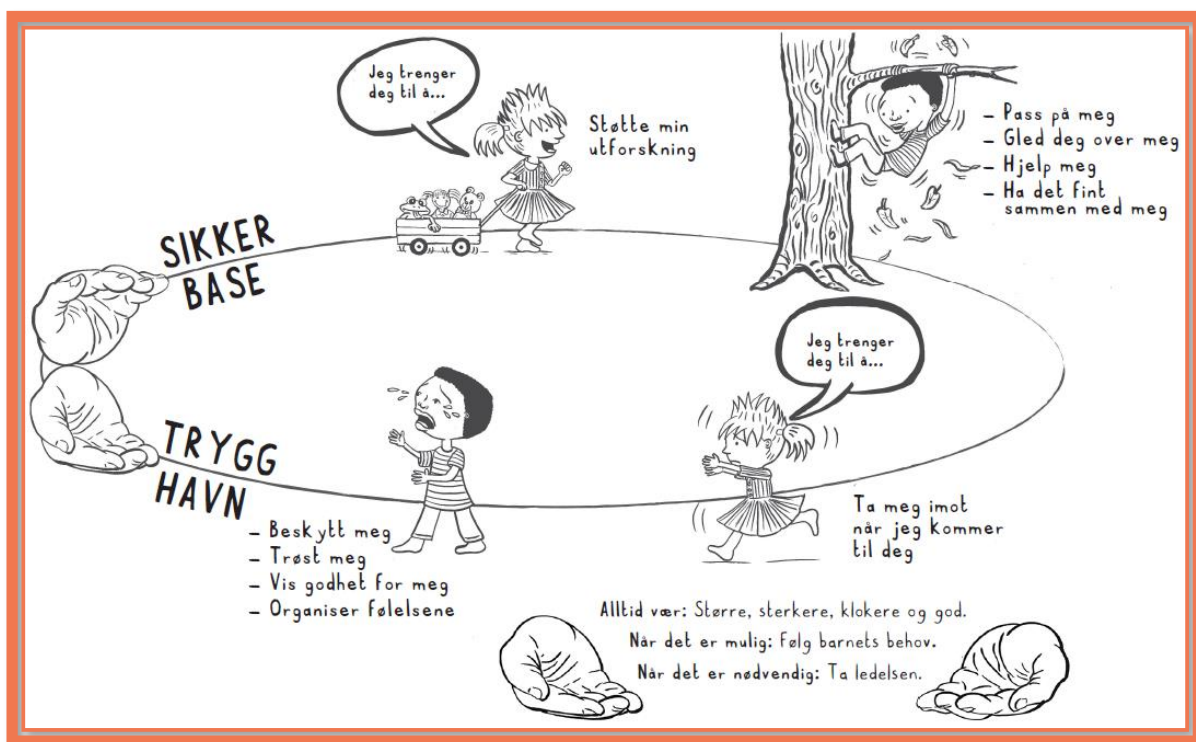 Jeg trenger
deg til å...
Støtte min
utforskning
– Pass på meg
– Gled deg over meg
– Hjelp meg
– Ha det fint
sammen med meg
SIKKER
BASE
Jeg trenger
deg til å...
TRYGG
HAVN
Ta meg imot
når jeg kommer
til deg
– Beskytt meg
– Trøst meg
– Vis godhet for meg
– Organiser følelsene
Alltid vær: Større, sterkere, klokere og god.
Når det er mulig: Følg barnets behov.
Når det er nødvendig: Ta ledelsen.